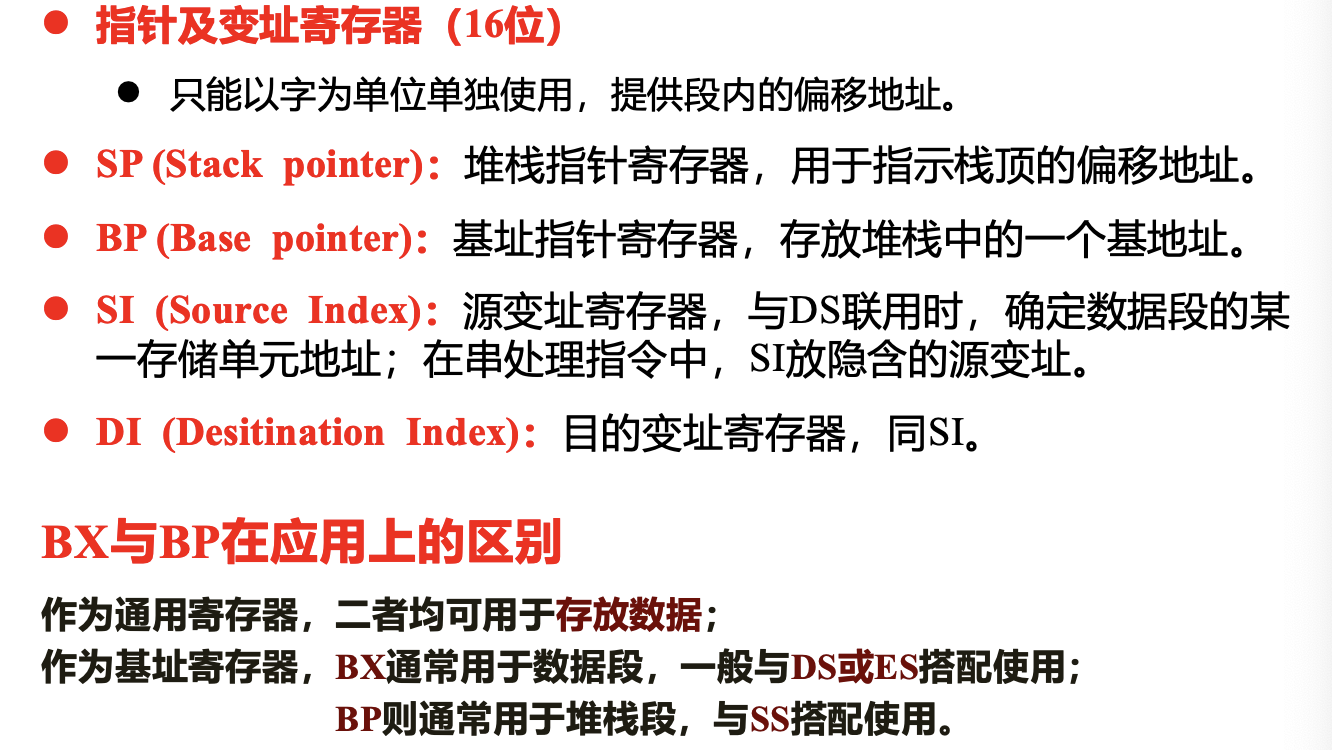 指针及变址寄存器（16位）
只能以字为单位单独使用，提供段内的偏移地址。
SP (Stack pointer)：堆栈指针寄存器，用于指示栈顶的偏移地址。
BP (Base pointer)：基址指针寄存器，存放堆栈中的一个基地址。
SI (Source Index)：源变址寄存器，与DS联用时，确定数据段的某
一存储单元地址；在串处理指令中，SI放隐含的源变址。
DI (Desitination Index)：目的变址寄存器，同SI。
BX与BP在应用上的区别
作为通用寄存器，二者均可用于存放数据；
作为基址寄存器，BX通常用于数据段，一般与DS或ES搭配使用；
BP则通常用于堆栈段，与SS搭配使用。